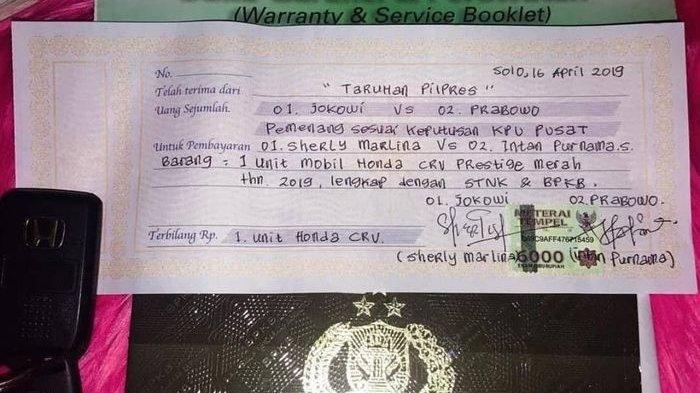 (Warranty & Service Booklet)
Solo, 16 April 2019
No.
Telah terima dari " TARUHAN PILPRES "
Uang Sejumlah. 01. JOKOWI VS 02. PRABOWO
Pemenang sesuai Keputusan KPU PUSAT
Untuk Pembayaran 01. Sherly Marlina VS 02. Intan Purnama.S.
Barang : 1 Unit Mobil Honda CRV Prestige Merah
thn. 2019, lengkap dengan STNK & BPKB.
01. JOKOWI 02. PRABOWO.
METERAI
TEMPEL
6000
Terbilang Rp. 1. Unit Honda CRV.
(Sherly Marlina) (Intan Purnama)